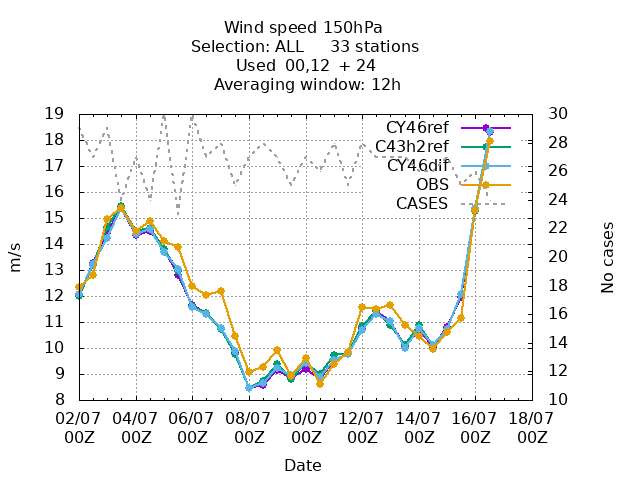 Wind speed 150hPa
Selection: ALL 33 stations
Used 00,12 + 24
Averaging window: 12h
19 30
18 28
17 26
16 24
15 22
14 20
13 18
12 16
11 14
10 12
9 10
8
m/s
No cases
CY46ref
C43h2ref
CY46dif
OBS
CASES
02/07 04/07 06/07 08/07 10/07 12/07 14/07 16/07 18/07
00Z 00Z 00Z 00Z 00Z 00Z 00Z 00Z 00Z
Date